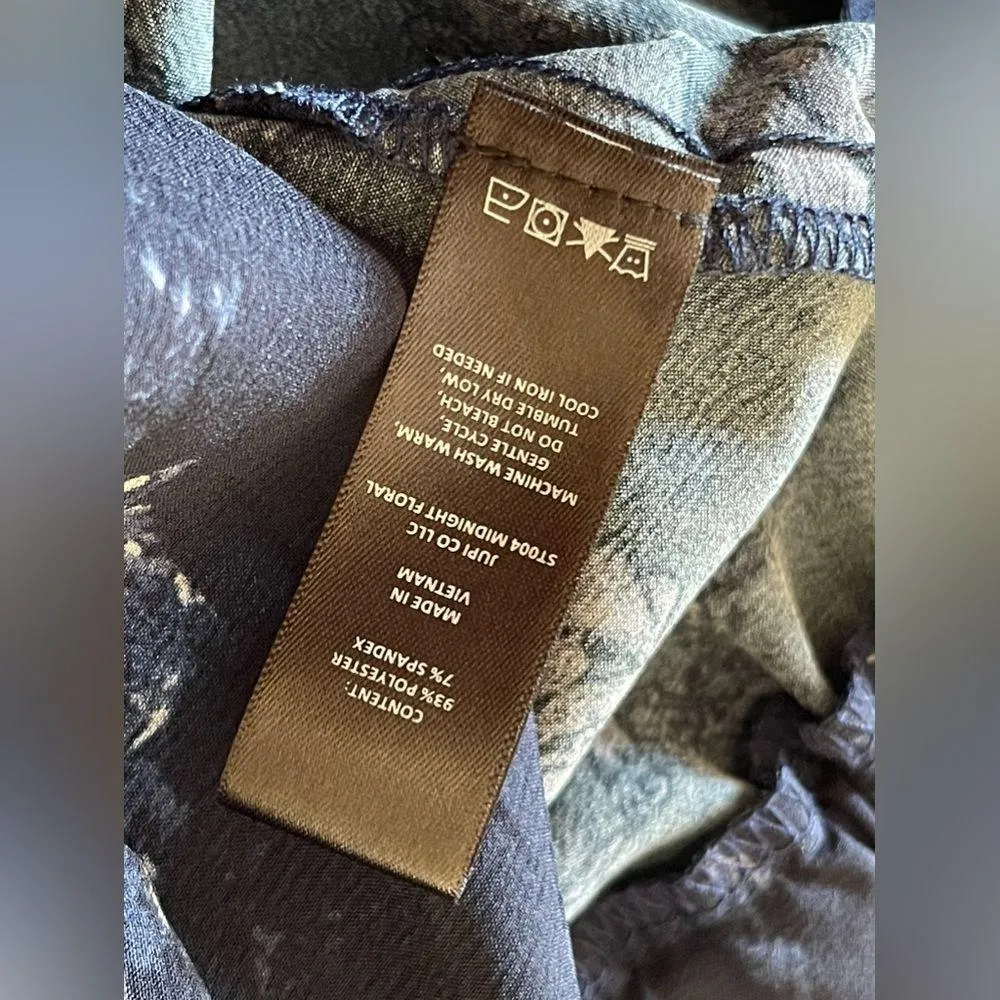 CONTENT:
93% POLYESTER
7% SPANDEX
MADE IN
VIETNAM
JUPI CO LLC
ST004 MIDNIGHT FLORAL
MACHINE WASH WARM,
GENTLE CYCLE.
DO NOT BLEACH,
TUMBLE DRY LOW,
COOL IRON IF NEEDED